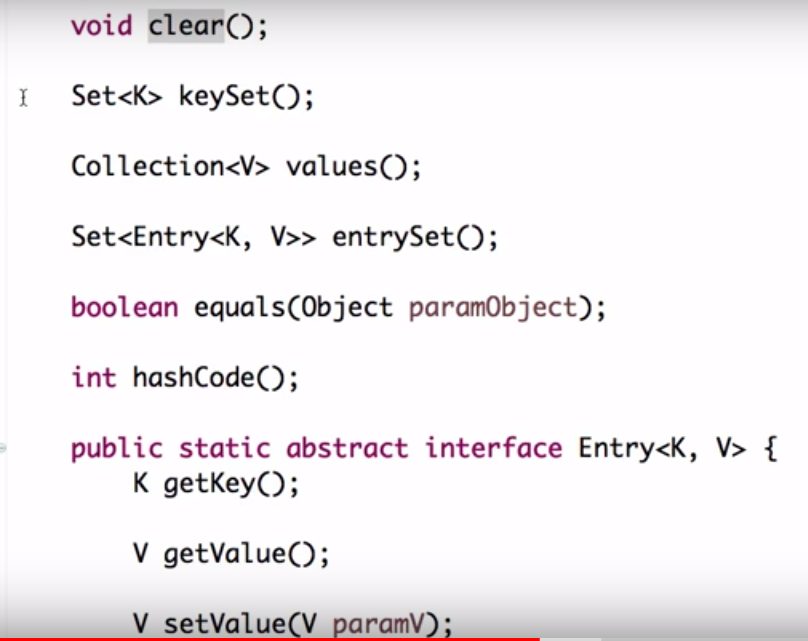 void clear();
Set<K> keySet();
Collection<V> values();
Set<Entry<K, V>> entrySet();
boolean equals(Object paramObject);
int hashCode();
public static abstract interface Entry<K, V> {
K getKey();
V getValue();
V setValue(V paramV);